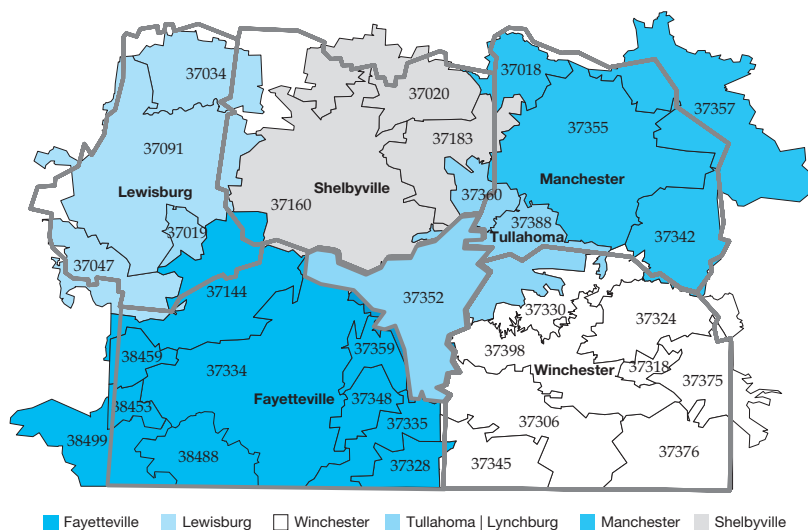 37034
37020
37018
37357
37355
37183
37091
Lewisburg
Shelbyville
Manchester
37160
37360
37388
37019
Tullahoma
37342
37047
37144
37352
37330
37324
37359
37398
38459
37334
37318
Winchester
37375
38453
Fayetteville
37348
37335
37306
38499
38488
37328
37345
37376
Fayetteville
Lewisburg
Winchester
Tullahoma | Lynchburg
Manchester
Shelbyville